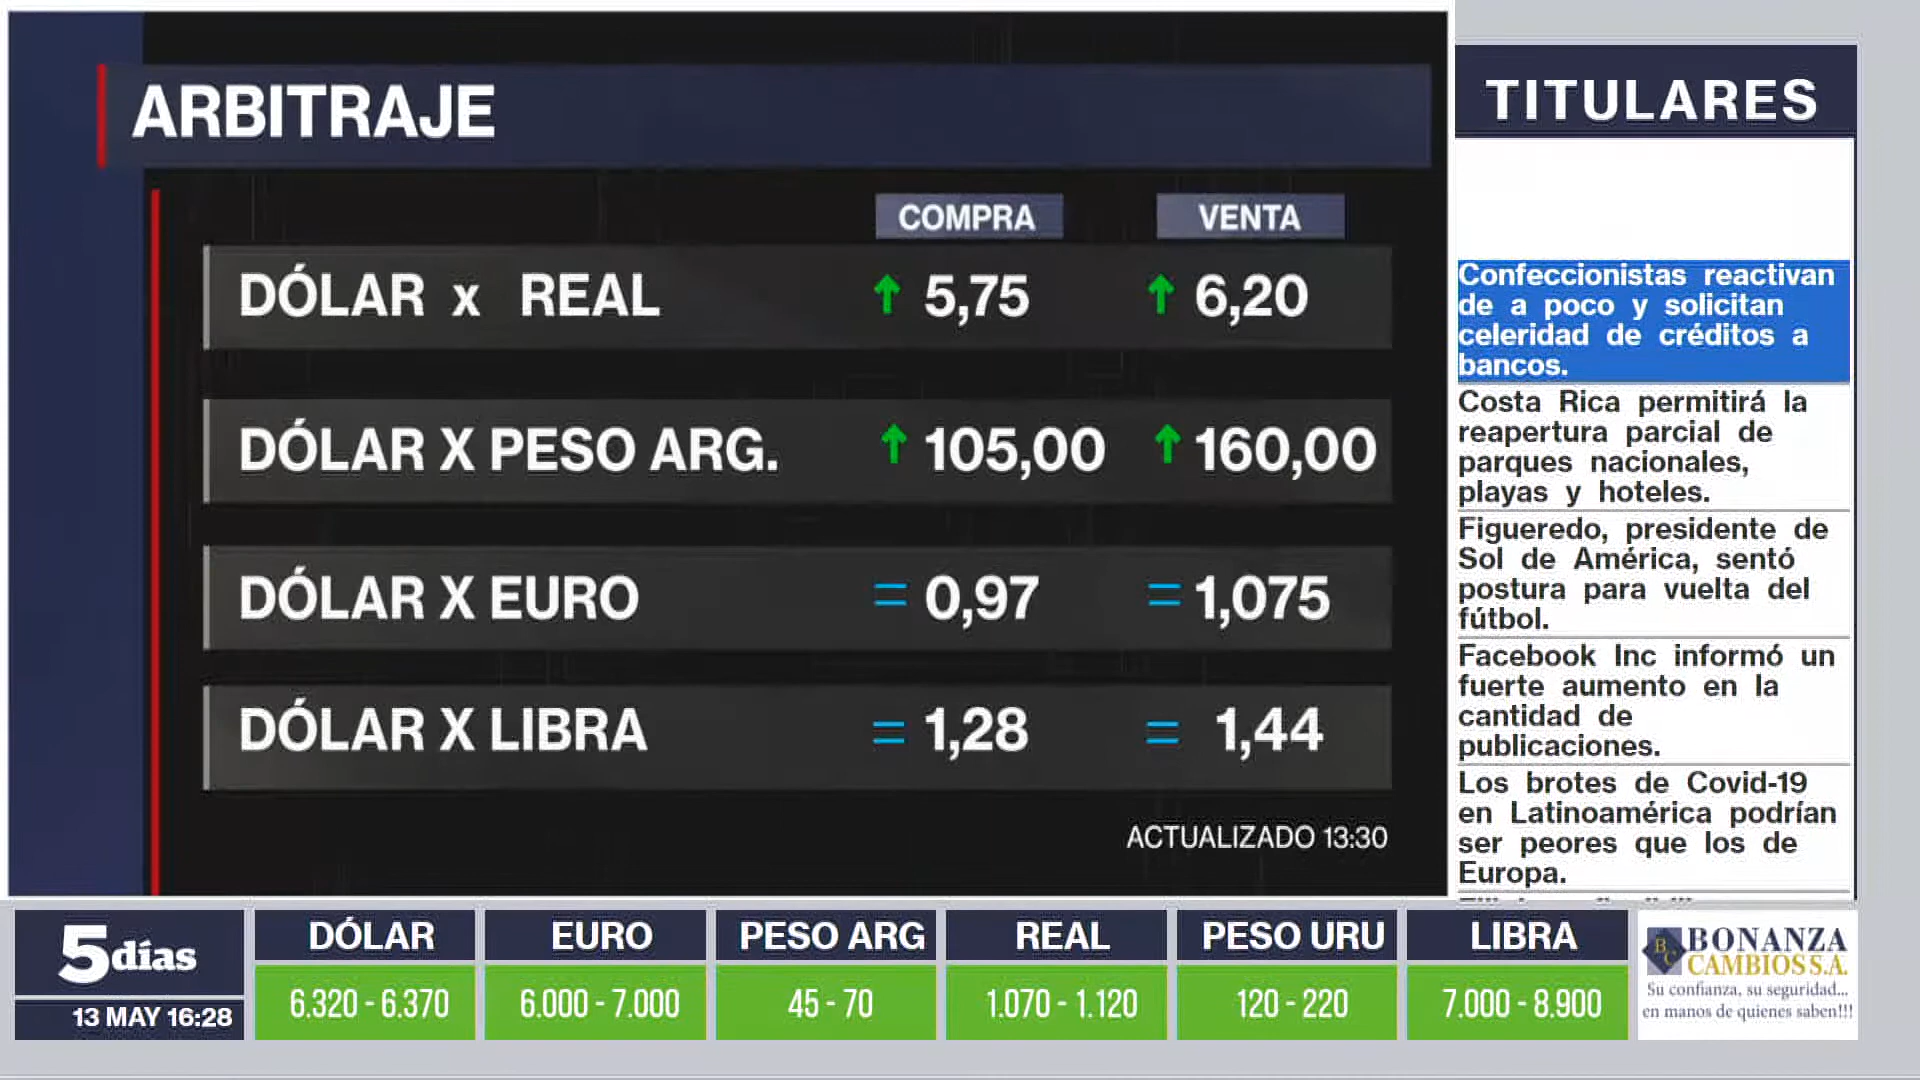 ARBITRAJE
COMPRA VENTA
DÓLAR x REAL 5,75 6,20
DÓLAR X PESO ARG. 105,00 160,00
DÓLAR X EURO = 0,97 = 1,075
DÓLAR X LIBRA = 1,28 = 1,44
ACTUALIZADO 13:30
TITULARES
Confeccionistas reactivan
de a poco y solicitan
celeridad de créditos a
bancos.
Costa Rica permitirá la
reapertura parcial de
parques nacionales,
playas y hoteles.
Figueredo, presidente de
Sol de América, sentó
postura para vuelta del
fútbol.
Facebook Inc informó un
fuerte aumento en la
cantidad de
publicaciones.
Los brotes de Covid-19
en Latinoamérica podrían
ser peores que los de
Europa.
5días
13 MAY 16:28
DÓLAR
6.320 - 6.370
EURO
6.000 - 7.000
PESO ARG
45 - 70
REAL
1.070 - 1.120
PESO URU
120 - 220
LIBRA
7.000 - 8.900
BC BONANZA
CAMBIOS S.A.
Su confianza, su seguridad...
en manos de quienes saben!!!